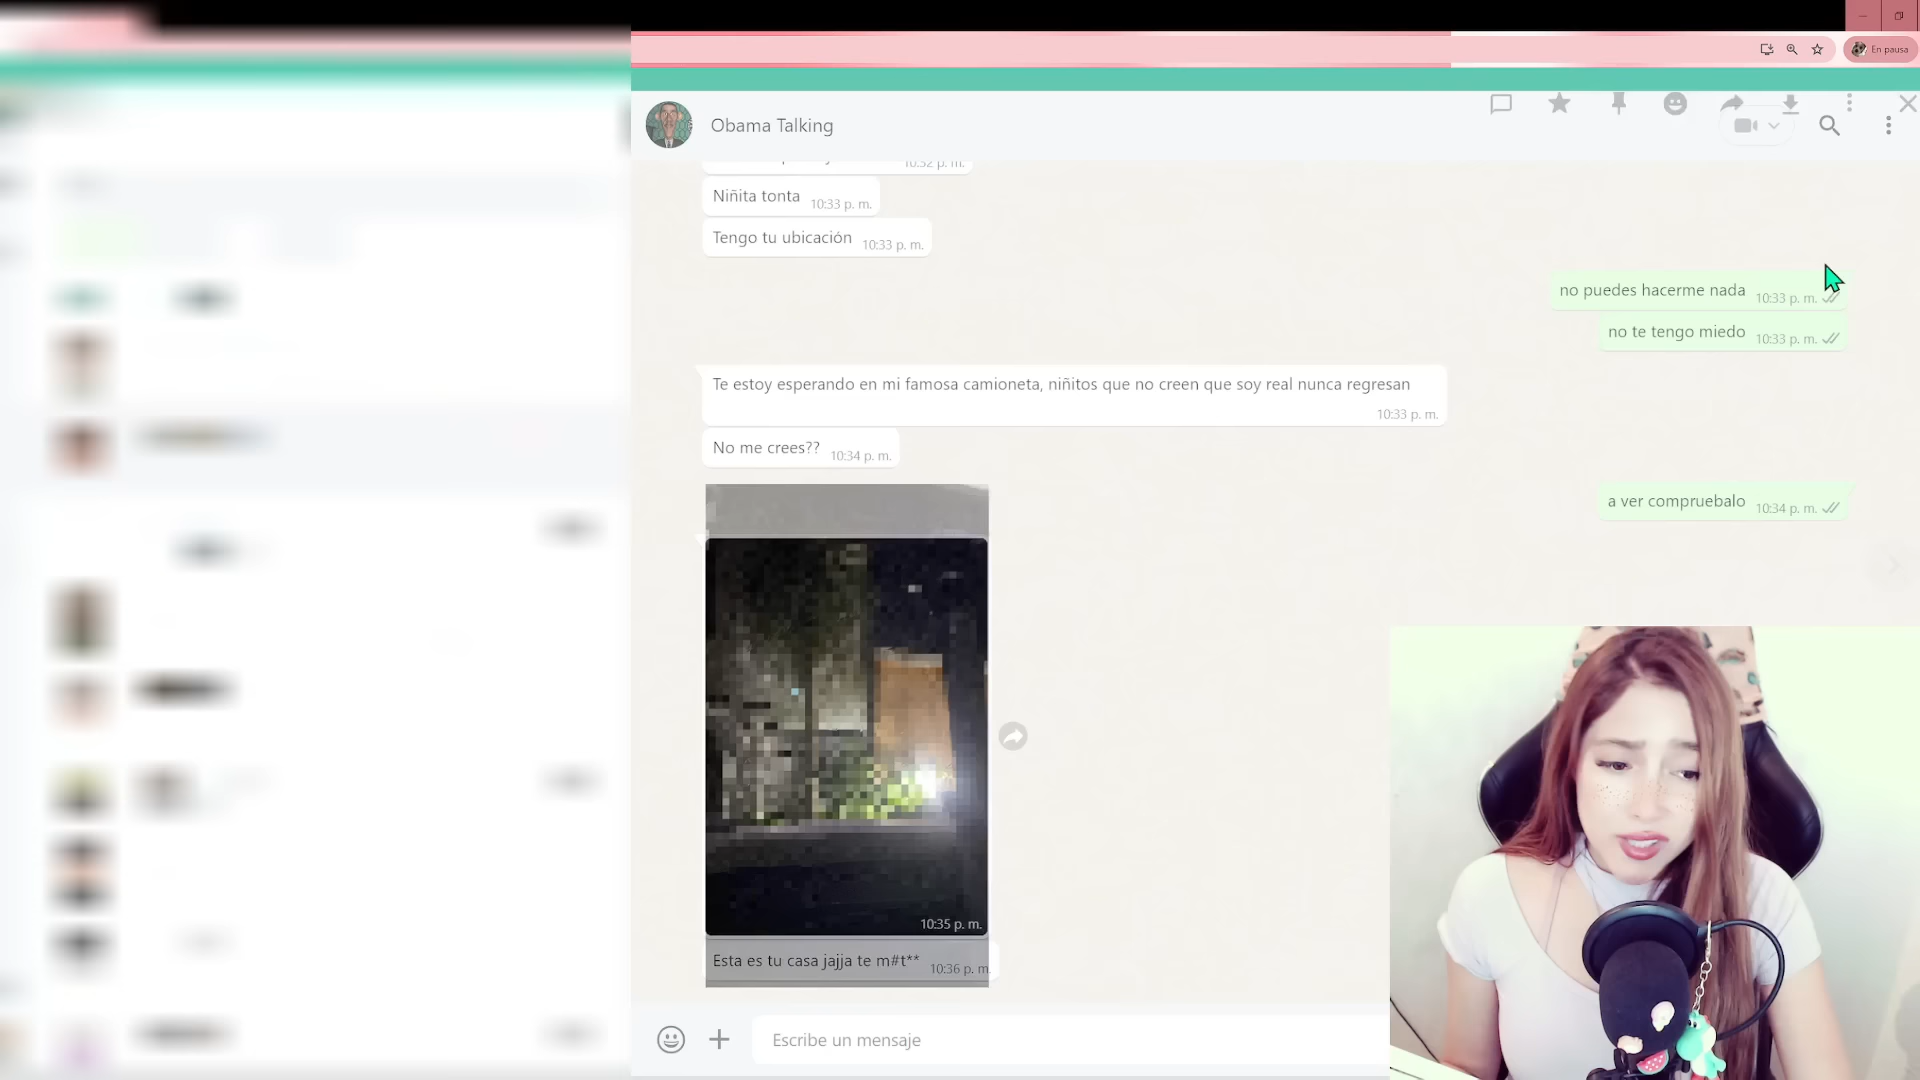 En pausa
Obama Talking
Niñita tonta 10:33 p. m.
Tengo tu ubicación 10:33 p. m.
no puedes hacerme nada 10:33 p. m.
no te tengo miedo 10:33 p. m.
Te estoy esperando en mi famosa camioneta, niñitos que no creen que soy real nunca regresan
10:33 p. m.
No me crees?? 10:34 p. m.
a ver compruebalo 10:34 p. m.
10:35 p. m.
Esta es tu casa jajja te m#t** 10:36 p. m.
Escribe un mensaje